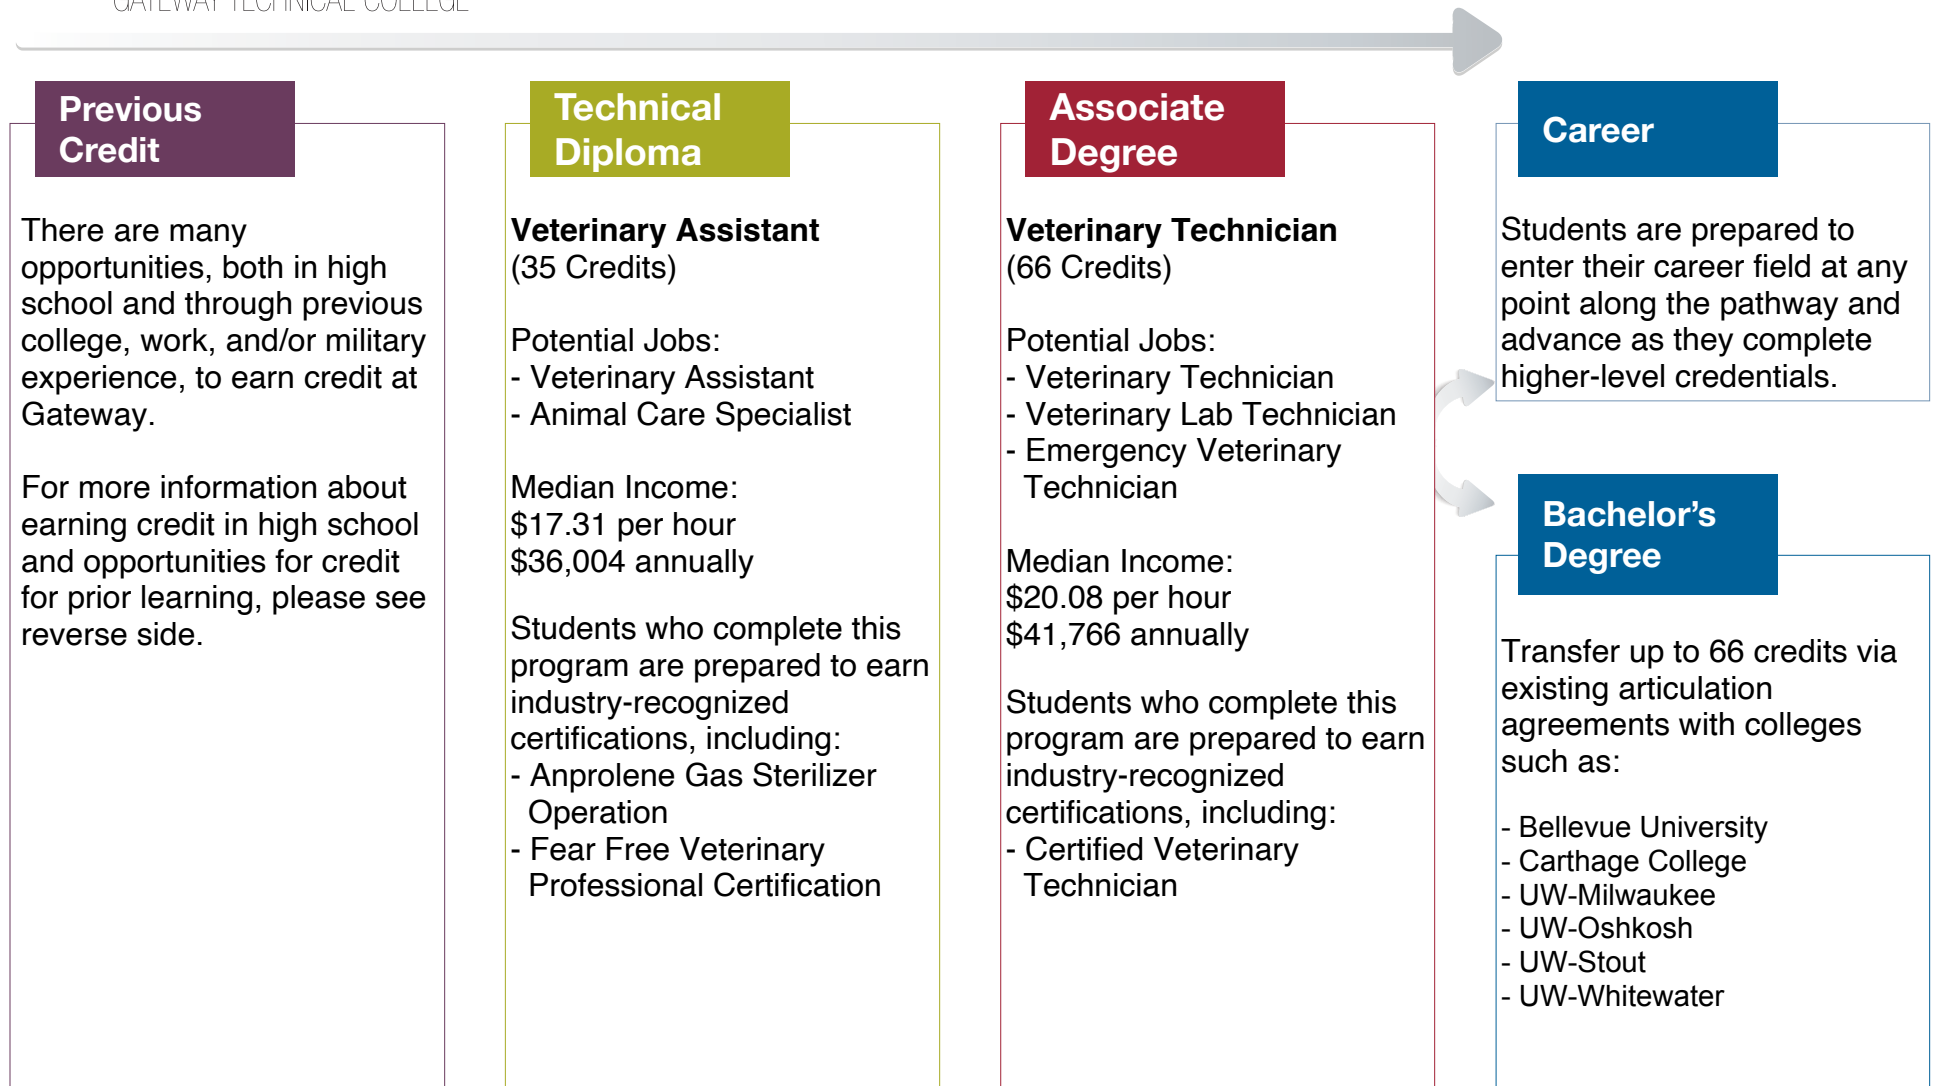 GATEWAY TECHNICAL COLLEGE
Previous
Credit
There are many
opportunities, both in high
school and through previous
college, work, and/or military
experience, to earn credit at
Gateway.
For more information about
earning credit in high school
and opportunities for credit
for prior learning, please see
reverse side.
Technical
Diploma
Veterinary Assistant
(35 Credits)
Potential Jobs:
- Veterinary Assistant
- Animal Care Specialist
Median Income:
$17.31 per hour
$36,004 annually
Students who complete this
program are prepared to earn
industry-recognized
certifications, including:
- Anprolene Gas Sterilizer
Operation
- Fear Free Veterinary
Professional Certification
Associate
Degree
Veterinary Technician
(66 Credits)
Potential Jobs:
- Veterinary Technician
- Veterinary Lab Technician
- Emergency Veterinary
Technician
Median Income:
$20.08 per hour
$41,766 annually
Students who complete this
program are prepared to earn
industry-recognized
certifications, including:
- Certified Veterinary
Technician
Career
Students are prepared to
enter their career field at any
point along the pathway and
advance as they complete
higher-level credentials.
Bachelor’s
Degree
Transfer up to 66 credits via
existing articulation
agreements with colleges
such as:
- Bellevue University
- Carthage College
- UW-Milwaukee
- UW-Oshkosh
- UW-Stout
- UW-Whitewater